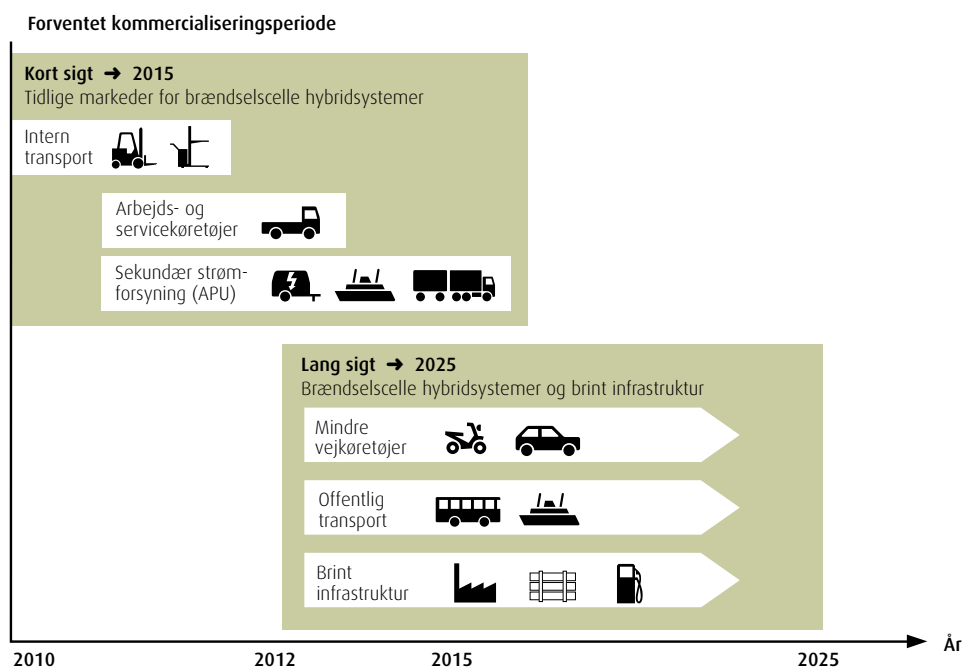 Forventet kommercialiseringsperiode
Kort sigt ➜ 2015
Tidlige markeder for brændselscelle hybridsystemer
Intern
transport
Arbejds- og
servicekøretøjer
Sekundær strøm-
forsyning (APU)
Lang sigt ➜ 2025
Brændselscelle hybridsystemer og brint infrastruktur
Mindre
vejkøretøjer
Offentlig
transport
Brint
infrastruktur
År
2010 2012 2015 2025